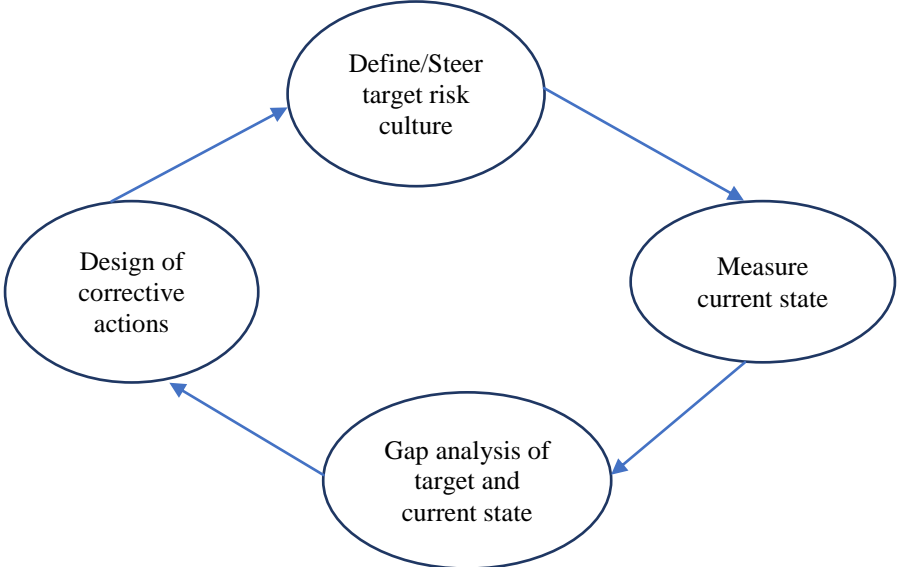 Define/Steer
target risk
culture
Measure
current state
Gap analysis of
target and
current state
Design of
corrective
actions